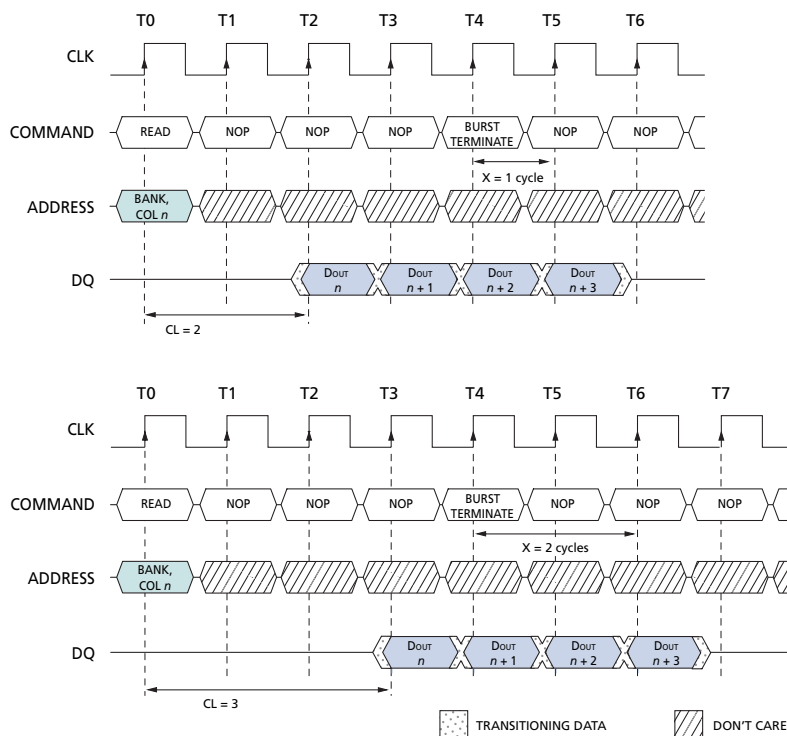 T0 T1 T2 T3 T4 T5 T6
CLK
COMMAND READ NOP NOP NOP BURST TERMINATE NOP NOP
X = 1 cycle
ADDRESS BANK, COL n
DQ DOUT n DOUT n + 1 DOUT n + 2 DOUT n + 3
CL = 2
T0 T1 T2 T3 T4 T5 T6 T7
CLK
COMMAND READ NOP NOP NOP BURST TERMINATE NOP NOP NOP
X = 2 cycles
ADDRESS BANK, COL n
DQ DOUT n DOUT n + 1 DOUT n + 2 DOUT n + 3
CL = 3
TRANSITIONING DATA DON'T CARE